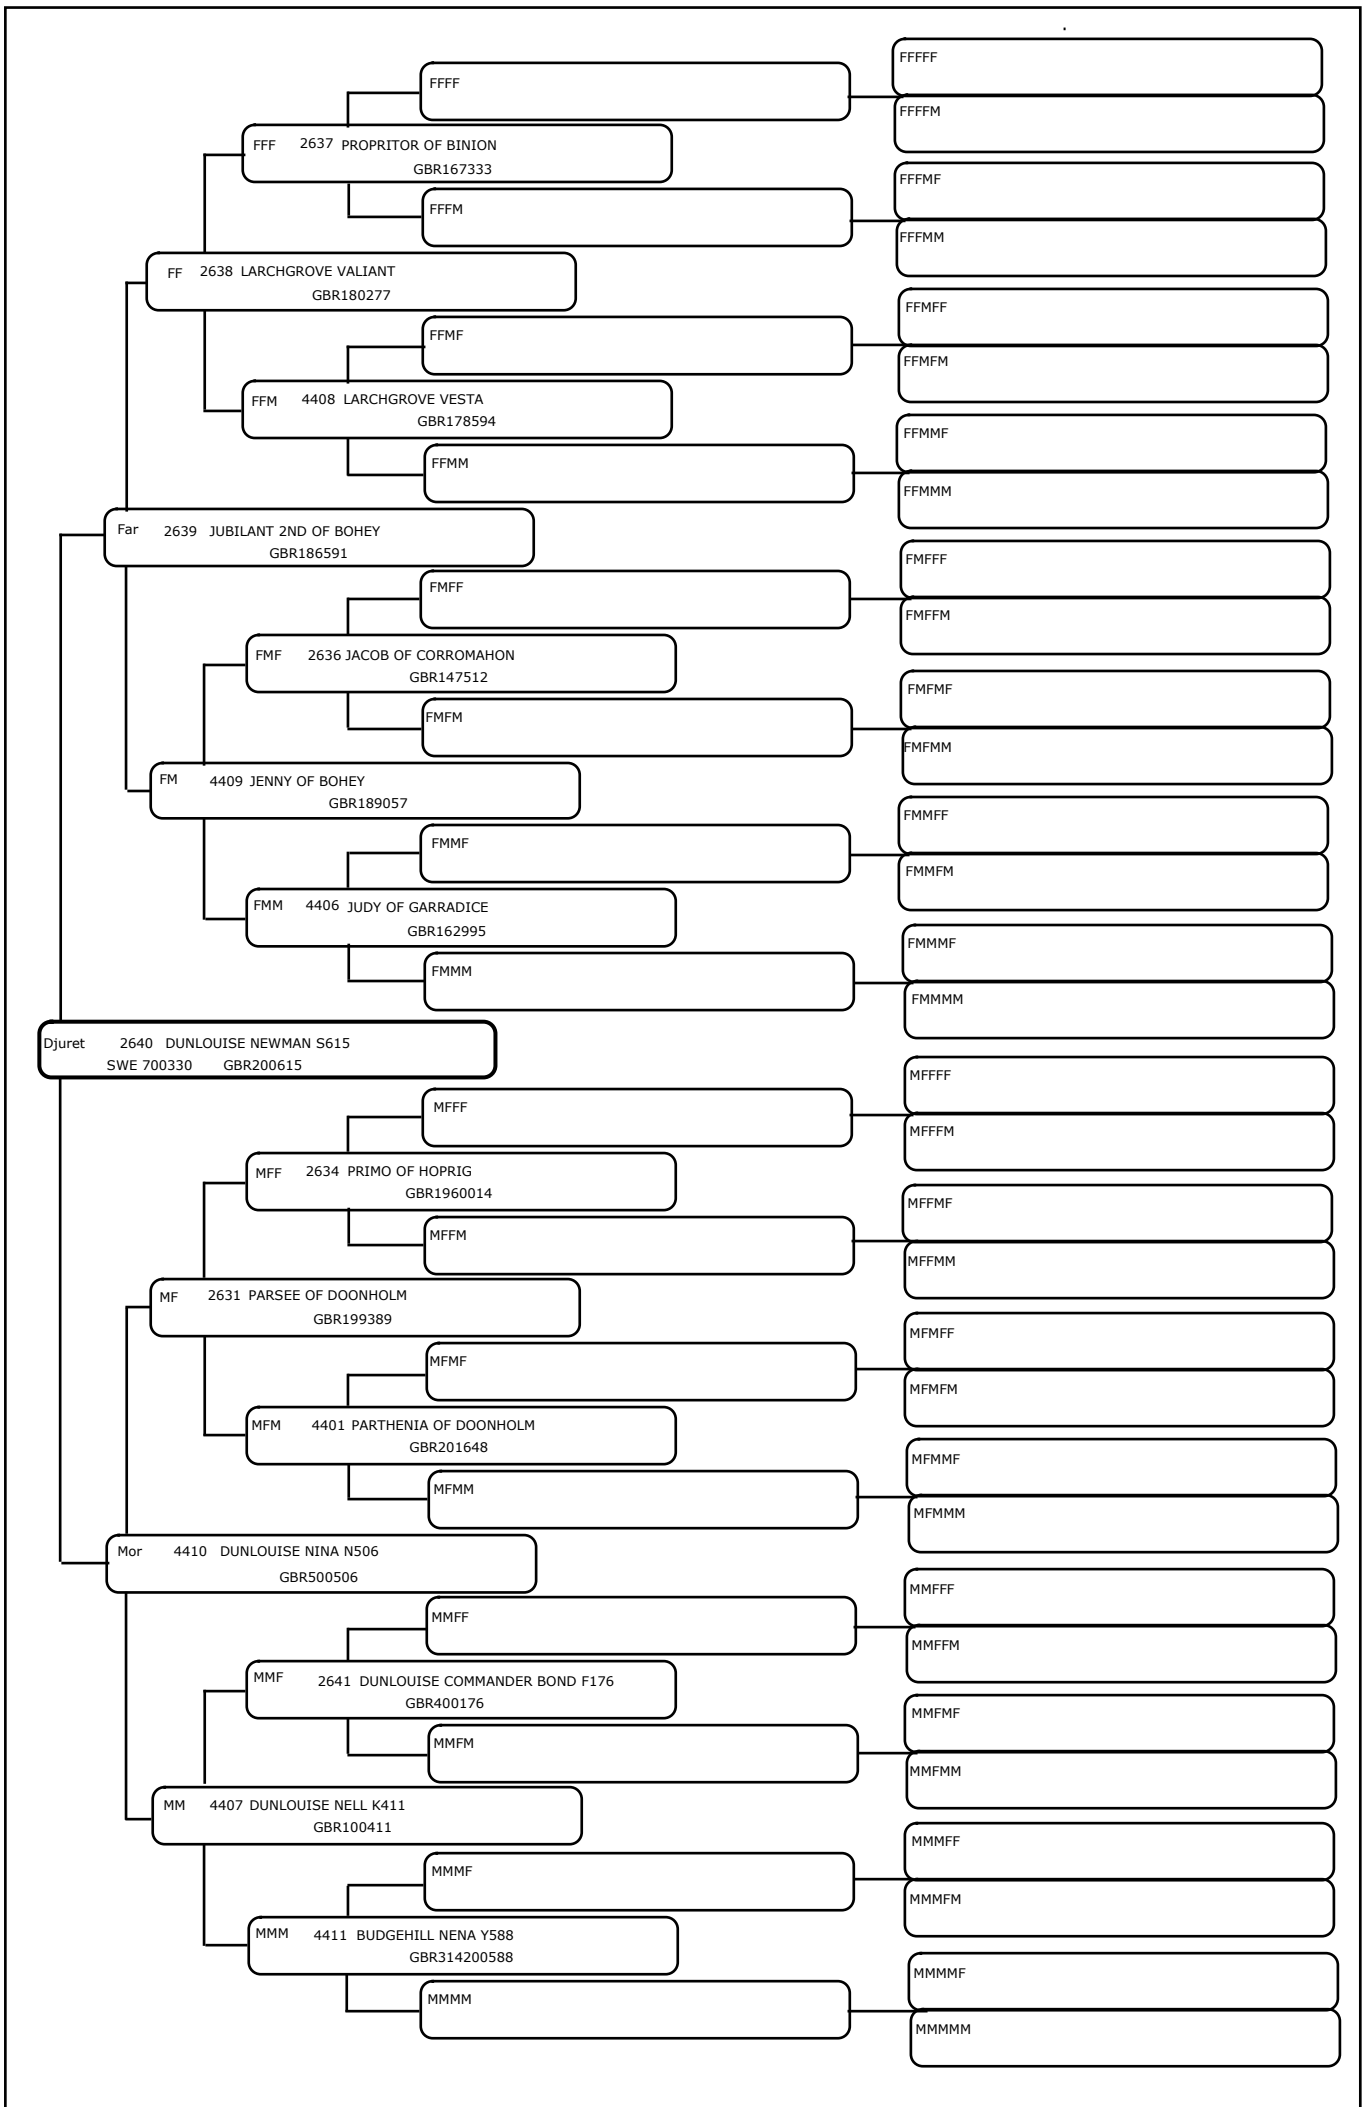 FFFFF
FFFF
FFFFM
FFF 2637 PROPRITOR OF BINION
GBR167333
FFFMF
FFFM
FFFMM
FF 2638 LARCHGROVE VALIANT
GBR180277
FFMFF
FFMF
FFMFM
FFM 4408 LARCHGROVE VESTA
GBR178594
FFMMF
FFMM
FFMMM
Far 2639 JUBILANT 2ND OF BOHEY
GBR186591
FMFFF
FMFF
FMFFM
FMF 2636 JACOB OF CORROMAHON
GBR147512
FMFMF
FMFM
FMFMM
FM 4409 JENNY OF BOHEY
GBR189057
FMMFF
FMMF
FMMFM
FMM 4406 JUDY OF GARRADICE
GBR162995
FMMMF
FMMM
FMMMM
Djuret 2640 DUNLOUISE NEWMAN S615
SWE 700330 GBR200615
MFFFF
MFFF
MFFFM
MFF 2634 PRIMO OF HOPRIG
GBR1960014
MFFMF
MFFM
MFFMM
MF 2631 PARSEE OF DOONHOLM
GBR199389
MFMFF
MFMF
MFMFM
MFM 4401 PARTHENIA OF DOONHOLM
GBR201648
MFMMF
MFMM
MFMMM
Mor 4410 DUNLOUISE NINA N506
GBR500506
MMFFF
MMFF
MMFFM
MMF 2641 DUNLOUISE COMMANDER BOND F176
GBR400176
MMFMF
MMFM
MMFMM
MM 4407 DUNLOUISE NELL K411
GBR100411
MMMFF
MMMF
MMMFM
MMM 4411 BUDGEHILL NENA Y588
GBR314200588
MMMMF
MMMM
MMMMM